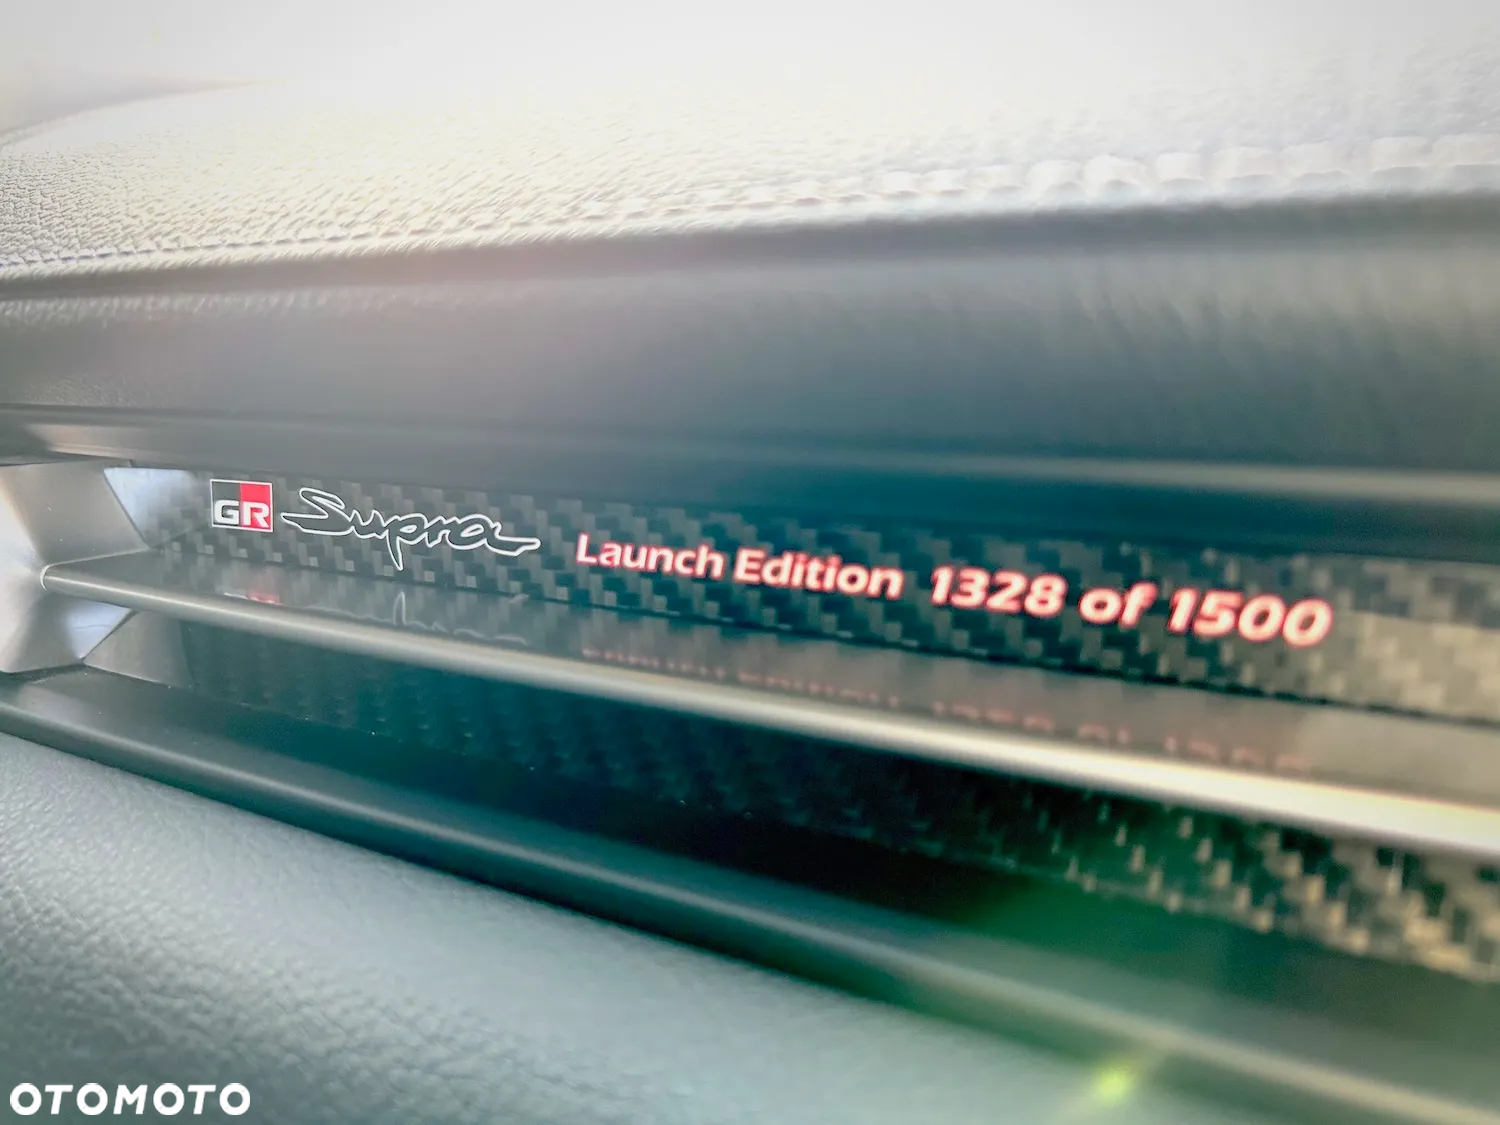 GR Supra Launch Edition 1328 of 1500
OTOMOTO